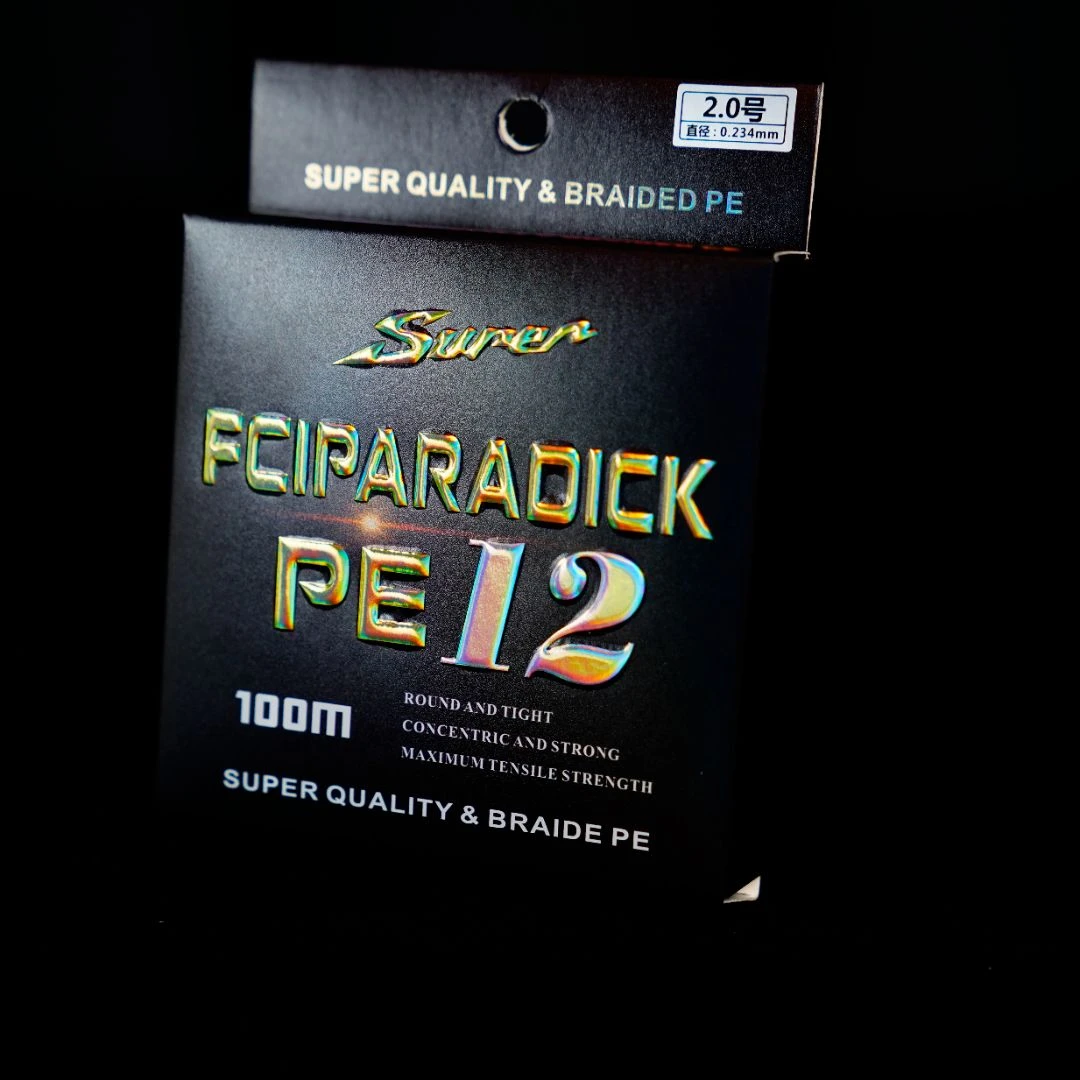 2.0号
直径:0.234mm
SUPER QUALITY & BRAIDED PE
Surer
FCIPARADICK
PE12
100m
ROUND AND TIGHT
CONCENTRIC AND STRONG
MAXIMUM TENSILE STRENGTH
SUPER QUALITY & BRAIDE PE